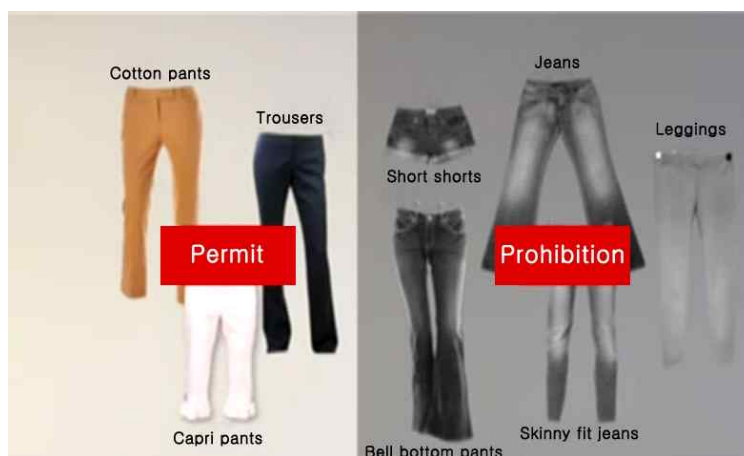 Cotton pants
Trousers
Permit
Capri pants
Jeans
Leggings
Short shorts
Prohibition
Skinny fit jeans
Bell bottom pants